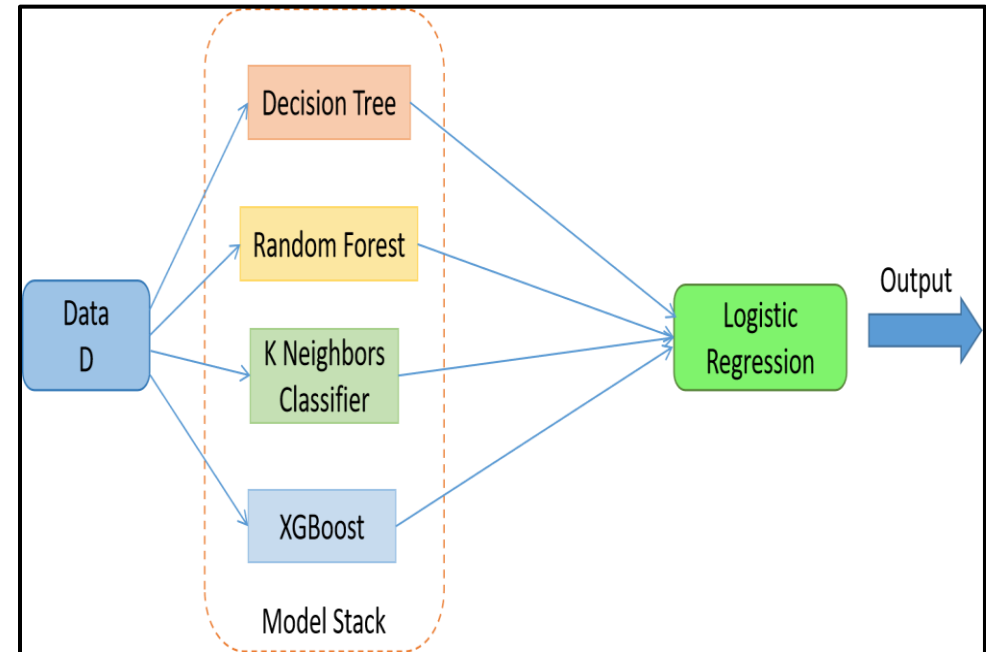 Decision Tree
Random Forest
Data
D
K Neighbors
Classifier
XGBoost
Model Stack
Logistic
Regression
Output